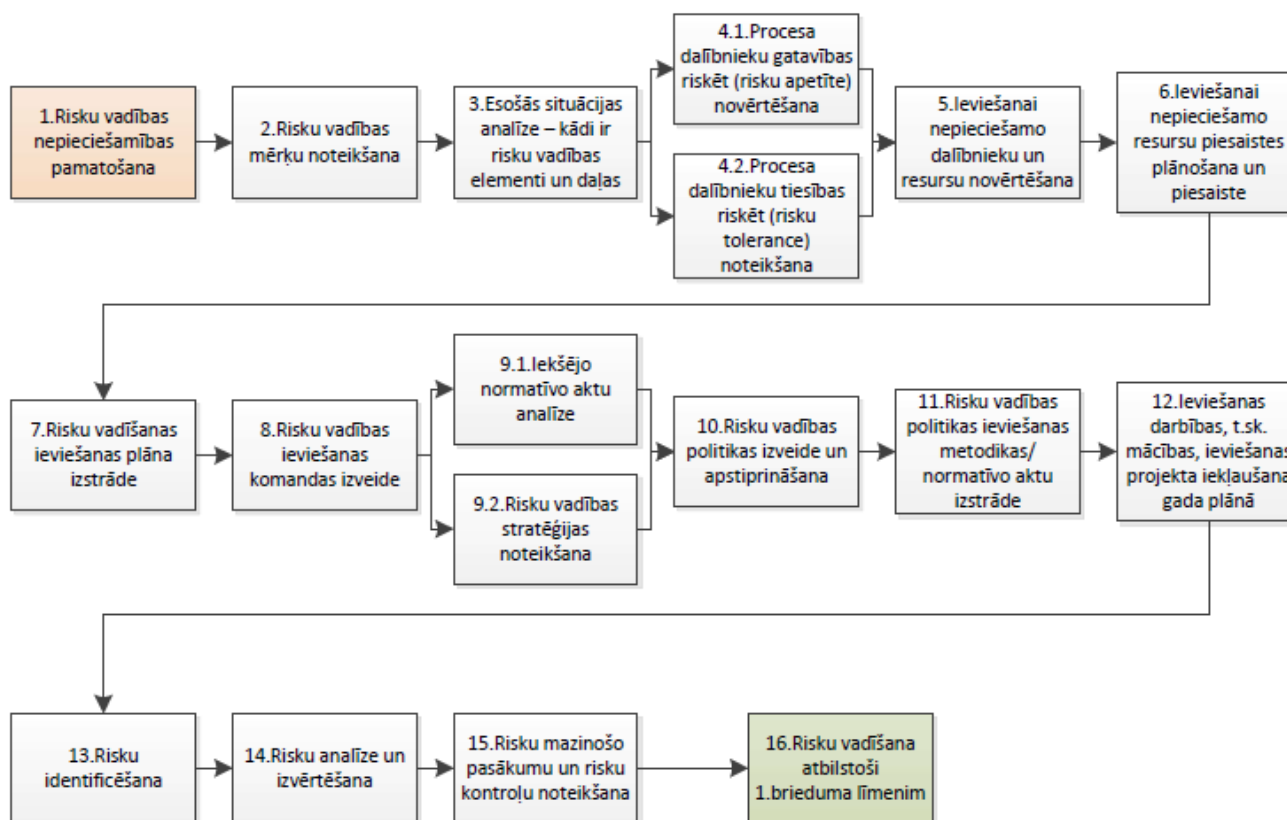 1.Risku vadības
nepieciešamības
pamatošana
2.Risku vadības
mērķu noteikšana
3.Esošās situācijas
analīze – kādi ir
risku vadības
elementi un daļas
4.1.Procesa
dalībnieku gatavības
riskēt (risku apetīte)
novērtēšana
4.2.Procesa
dalībnieku tiesības
riskēt (risku
tolerance)
noteikšana
5.Ieviešanai
nepieciešamo
dalībnieku un
resursu novērtēšana
6.Ieviešanai
nepieciešamo
resursu piesaistes
plānošana un
piesaiste
7.Risku vadīšanas
ieviešanas plāna
izstrāde
8.Risku vadības
ieviešanas
komandas izveide
9.1.Iekšējo
normatīvo aktu
analīze
9.2.Risku vadības
stratēģijas
noteikšana
10.Risku vadības
politikas izveide un
apstiprināšana
11.Risku vadības
politikas ieviešanas
metodikas/
normatīvo aktu
izstrāde
12.Ieviešanas
darbības, t.sk.
mācības, ieviešanas
projekta iekļaušana
gada plānā
13.Risku
identificēšana
14.Risku analīze un
izvērtēšana
15.Risku mazinošo
pasākumu un risku
kontroļu noteikšana
16.Risku vadīšana
atbilstoši
1.brieduma līmenim